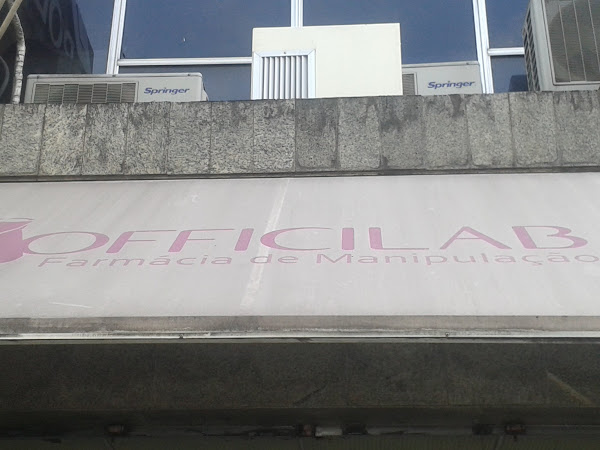 Springer
Springer
OFFICILAB
Farmácia de Manipulação